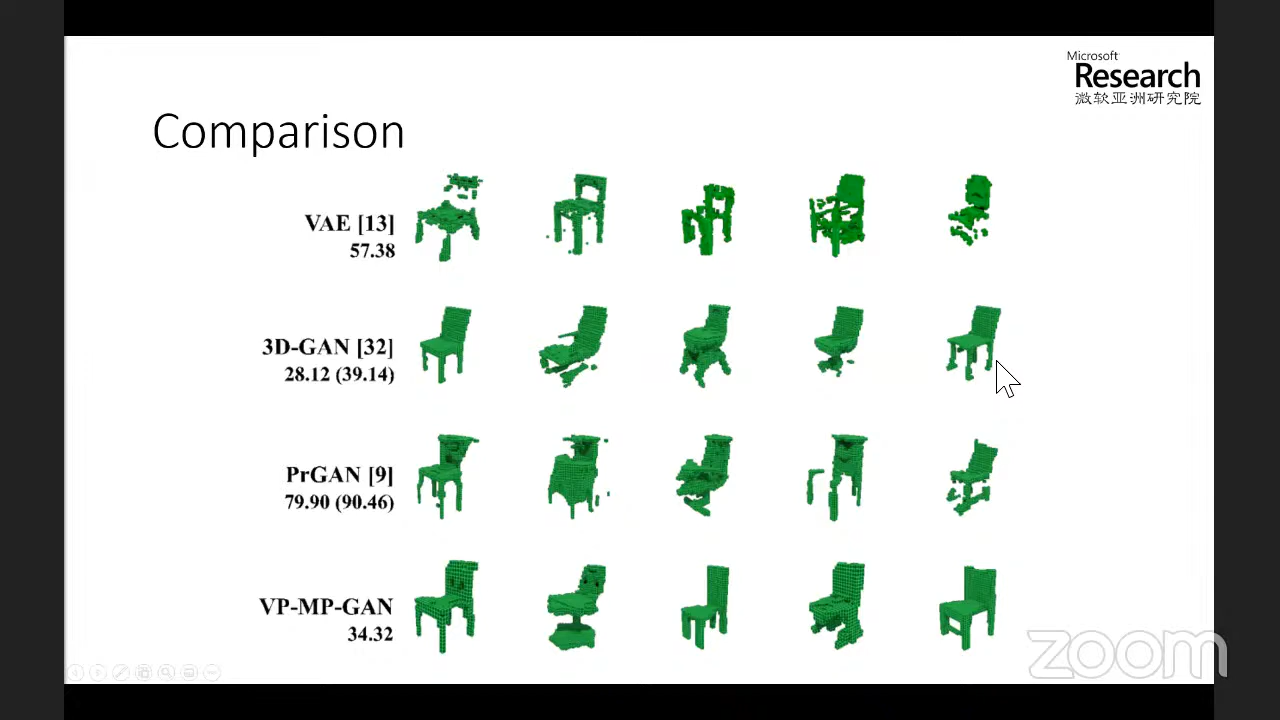 Microsoft
Research
微软亚洲研究院
Comparison
VAE [13]
57.38
3D-GAN [32]
28.12 (39.14)
PrGAN [9]
79.90 (90.46)
VP-MP-GAN
34.32
zoom